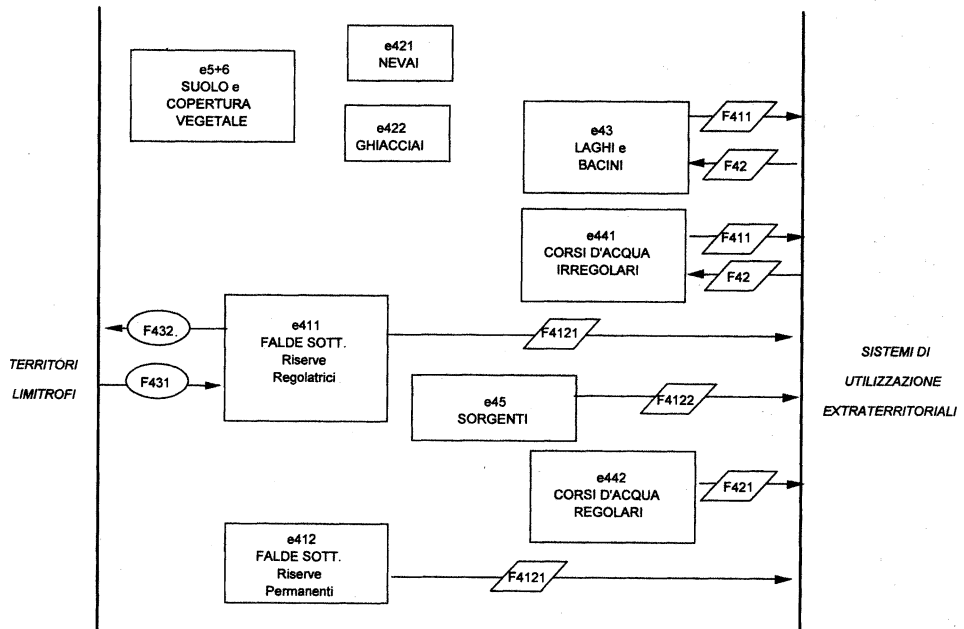 e421
NEVAI
e5+6
SUOLO e
COPERTURA
VEGETALE
e422
GHIACCIAI
e43
LAGHI e
BACINI
F411
F42
e441
CORSI D'ACQUA
IRREGOLARI
F411
F42
F432.
e411
FALDE SOTT.
Riserve
Regolatrici
F4121
TERRITORI
LIMITROFI
F431
SISTEMI DI
UTILIZZAZIONE
EXTRATERRITORIALI
e45
SORGENTI
F4122
e442
CORSI D'ACQUA
REGOLARI
F421
e412
FALDE SOTT.
Riserve
Permanenti
F4121